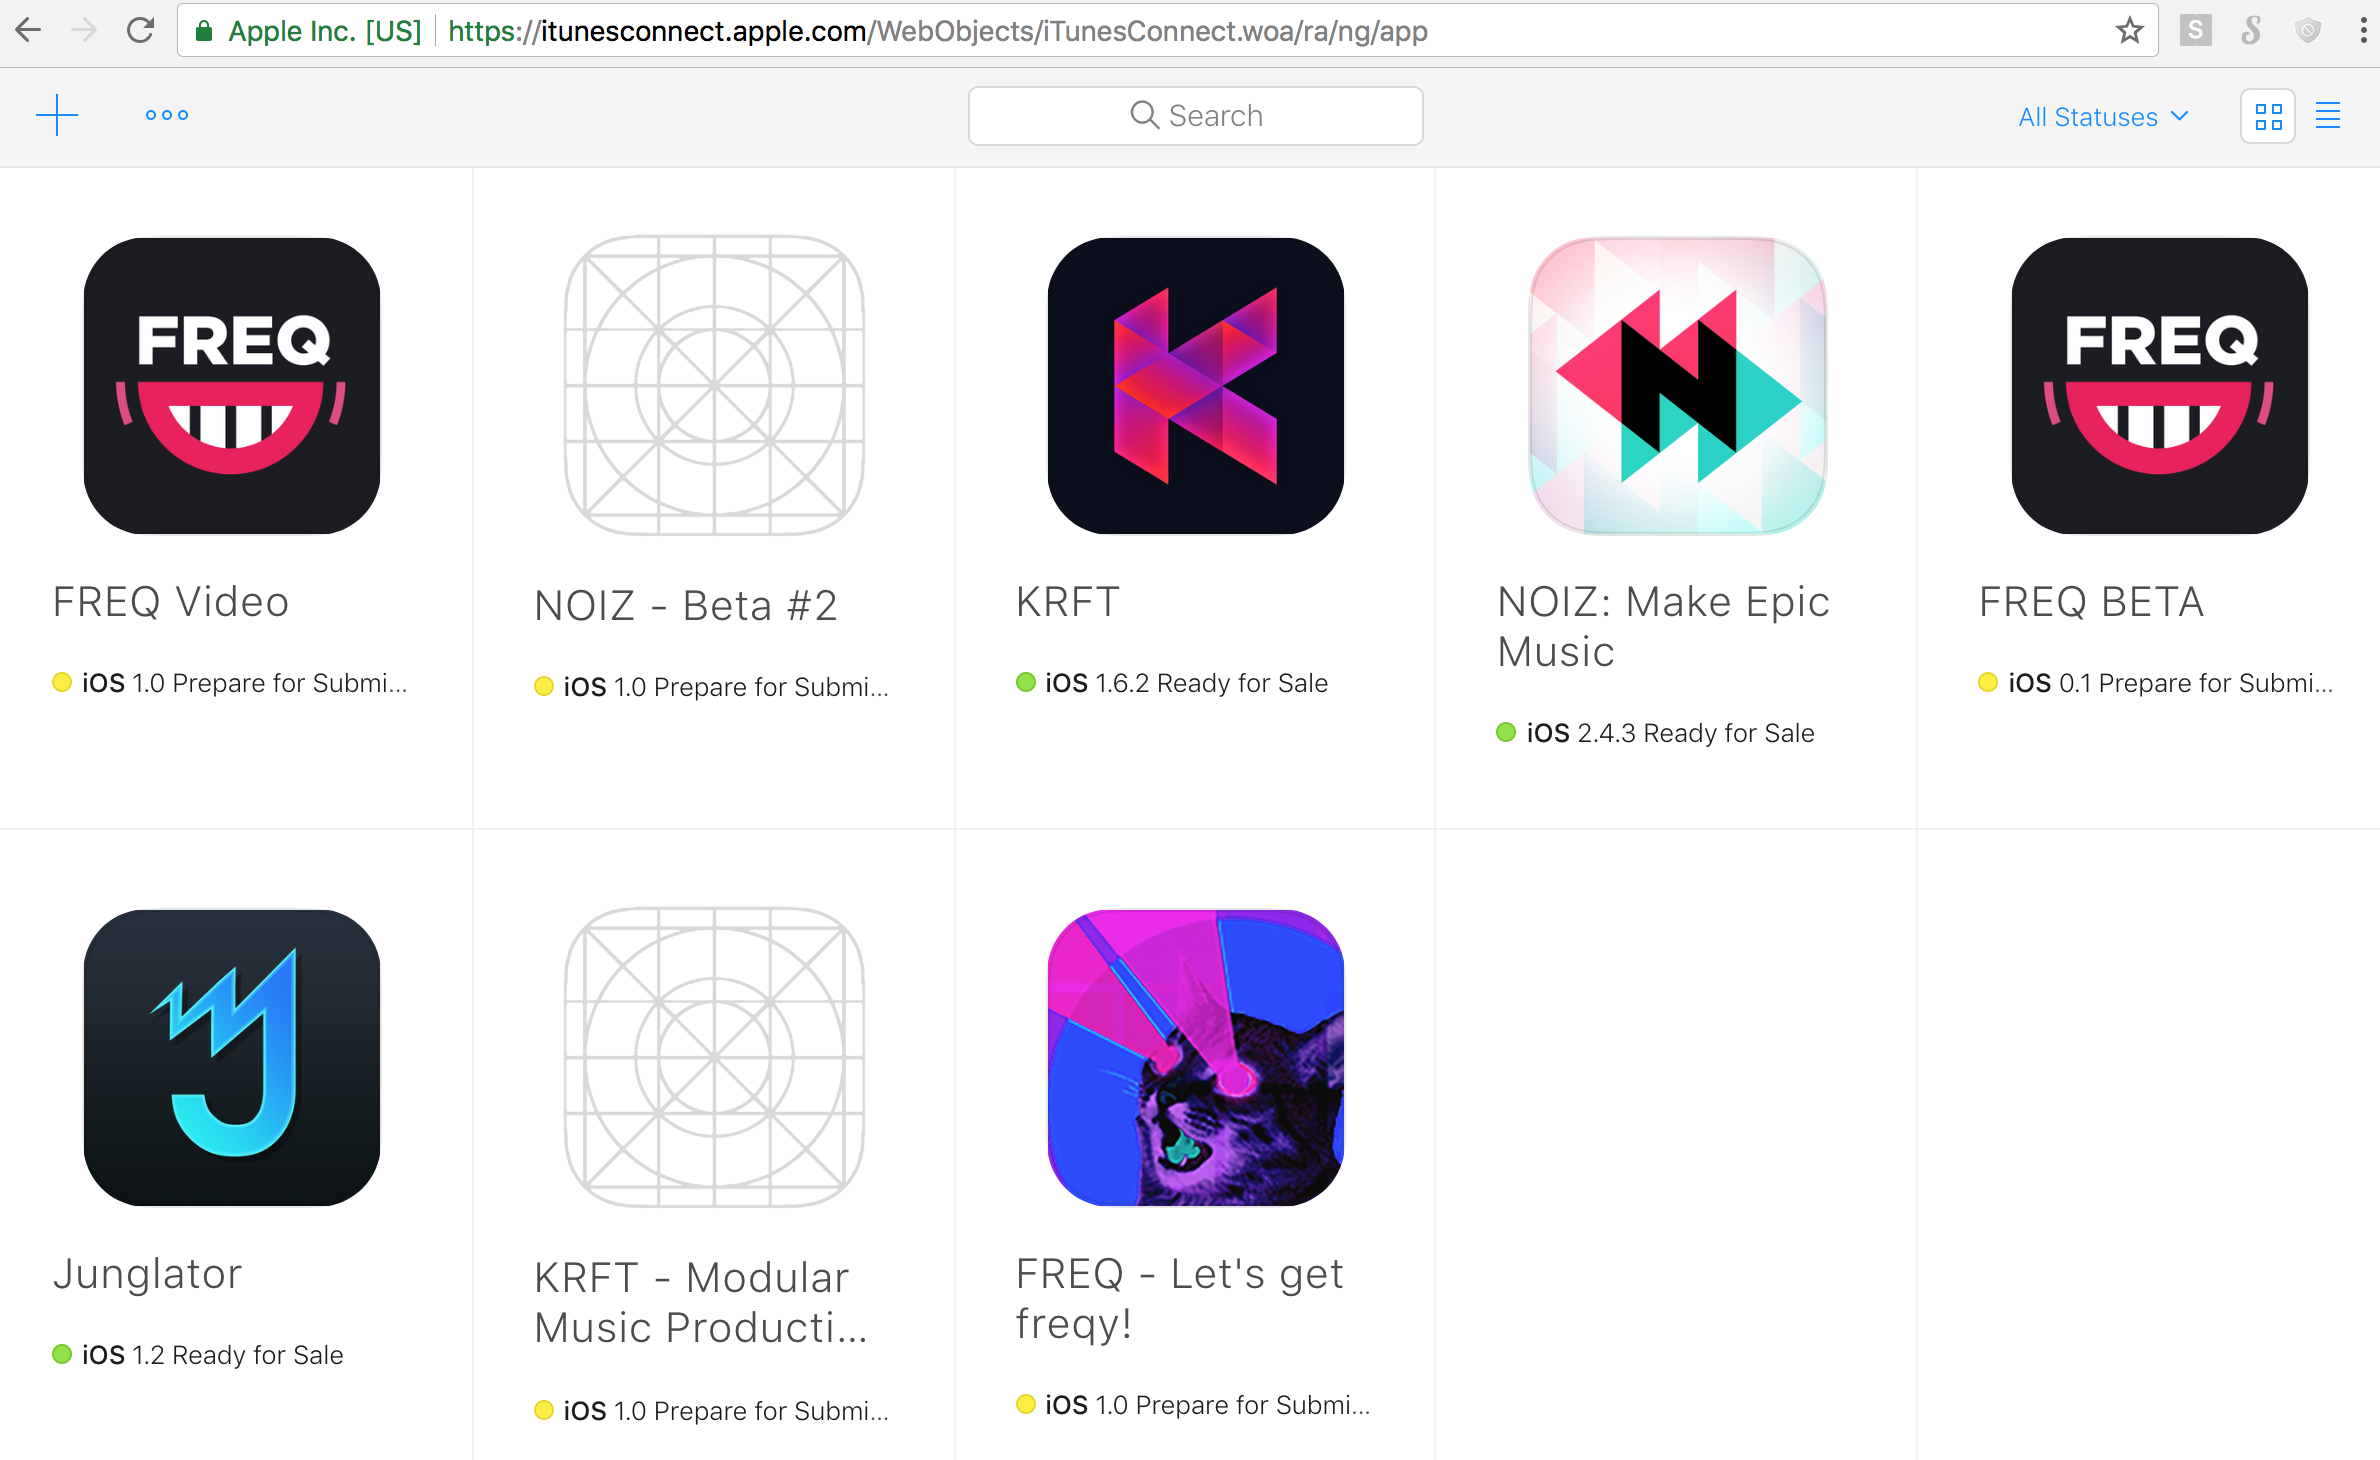 Apple Inc. [US] https://itunesconnect.apple.com/WebObjects/iTunesConnect.woa/ra/ng/app
S S
Search
All Statuses
FREQ
FREQ
FREQ Video
NOIZ - Beta #2
KRFT
NOIZ: Make Epic
Music
FREQ BETA
iOS 1.0 Prepare for Submi...
iOS 1.0 Prepare for Submi...
iOS 1.6.2 Ready for Sale
iOS 2.4.3 Ready for Sale
iOS 0.1 Prepare for Submi...
Junglator
KRFT - Modular
Music Producti...
FREQ - Let's get
freqy!
iOS 1.2 Ready for Sale
iOS 1.0 Prepare for Submi...
iOS 1.0 Prepare for Submi...